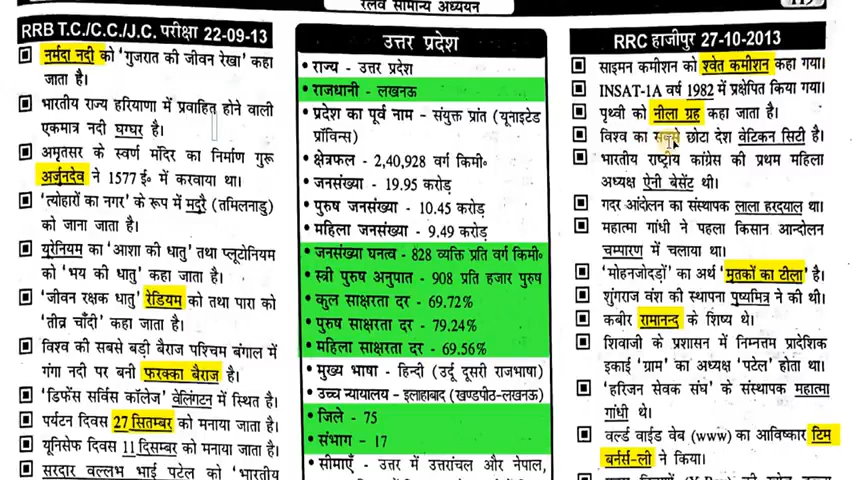 रेलवे सामान्य अध्ययन
119
RRB T.C./C.C./J.C. परीक्षा 22-09-13
नर्मदा नदी को 'गुजरात की जीवन रेखा' कहा
जाता है।
भारतीय राज्य हरियाणा में प्रवाहित होने वाली
एकमात्र नदी घग्घर है।
अमृतसर के स्वर्ण मंदिर का निर्माण गुरू
अर्जुनदेव ने 1577 ई॰ में करवाया था।
'त्योहारों का नगर' के रूप में मदुरै (तमिलनाडु)
को जाना जाता है।
यूरेनियम का 'आशा की धातु' तथा प्लूटोनियम
को 'भय की धातु' कहा जाता है।
'जीवन रक्षक धातु' रेडियम को तथा पारा को
'तीव्र चाँदी' कहा जाता है।
विश्व की सबसे बड़ी बैराज पश्चिम बंगाल में
गंगा नदी पर बनी फरक्का बैराज है।
'डिफेंस सर्विस कॉलेज' वेलिंगटन में स्थित है।
पर्यटन दिवस 27 सितम्बर को मनाया जाता है।
यूनिसेफ दिवस 11 दिसम्बर को मनाया जाता है।
सरदार वल्लभ भाई पटेल को 'भारतीय
उत्तर प्रदेश
राज्य - उत्तर प्रदेश
राजधानी - लखनऊ
प्रदेश का पूर्व नाम - संयुक्त प्रांत (यूनाइटेड
प्रॉविन्स)
क्षेत्रफल - 2,40,928 वर्ग किमी॰
जनसंख्या - 19.95 करोड़
पुरुष जनसंख्या - 10.45 करोड़
महिला जनसंख्या - 9.49 करोड़
जनसंख्या घनत्व - 828 व्यक्ति प्रति वर्ग किमी॰
स्त्री पुरुष अनुपात - 908 प्रति हजार पुरुष
कुल साक्षरता दर - 69.72%
पुरुष साक्षरता दर - 79.24%
महिला साक्षरता दर - 69.56%
मुख्य भाषा - हिन्दी (उर्दू दूसरी राजभाषा)
उच्च न्यायालय - इलाहाबाद (खण्डपीठ-लखनऊ)
जिले - 75
संभाग - 17
सीमाएँ - उत्तर में उत्तरांचल और नेपाल,
RRC हाजीपुर 27-10-2013
साइमन कमीशन को श्वेत कमीशन कहा गया।
INSAT-1A वर्ष 1982 में प्रक्षेपित किया गया।
पृथ्वी को नीला ग्रह कहा जाता है।
विश्व का सबसे छोटा देश वेटिकन सिटी है।
भारतीय राष्ट्रीय कांग्रेस की प्रथम महिला
अध्यक्ष ऐनी बेसेंट थी।
गदर आंदोलन का संस्थापक लाला हरदयाल था।
महात्मा गांधी ने पहला किसान आन्दोलन
चम्पारण में चलाया था।
'मोहनजोदड़ों' का अर्थ 'मृतकों का टीला' है।
शुंगराज वंश की स्थापना पुष्यमित्र ने की थी।
कबीर रामानन्द के शिष्य थे।
शिवाजी के प्रशासन में निम्नतम प्रादेशिक
इकाई 'ग्राम' का अध्यक्ष 'पटेल' होता था।
'हरिजन सेवक संघ' के संस्थापक महात्मा
गांधी थे।
वर्ल्ड वाईड वेब (www) का आविष्कार टिम
बर्नर्स-ली ने किया।